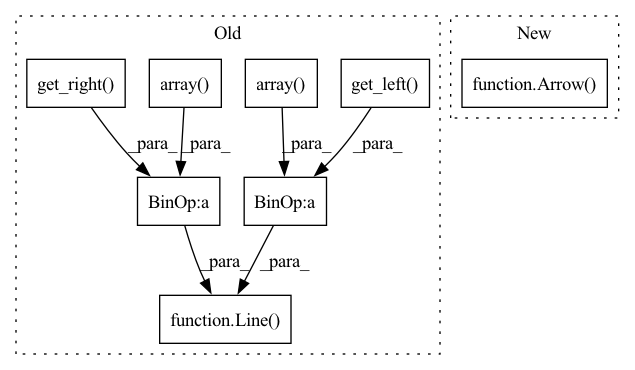 Old
New
get_right()
array()
array()
get_left()
function.Arrow()
_para_
_para_
_para_
_para_
BinOp:a
BinOp:a
_para_
_para_
function.Line()